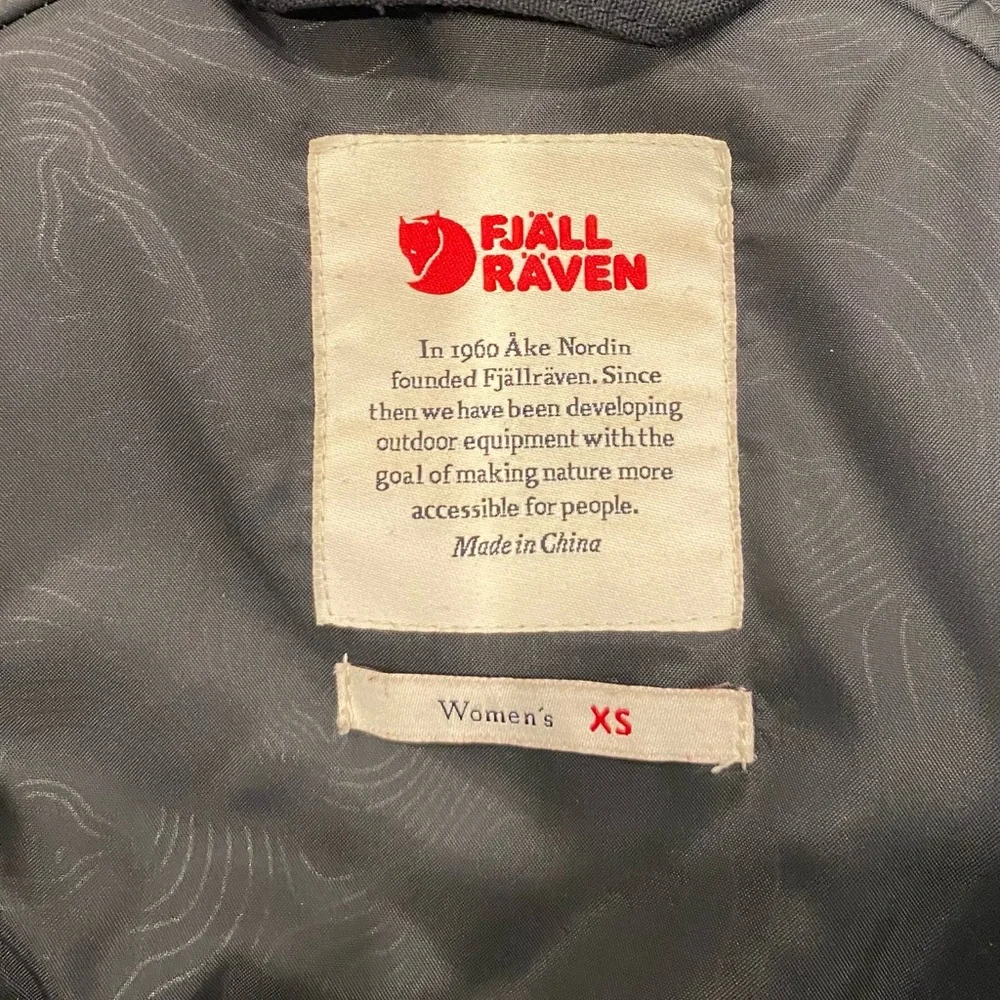 FJÄLL
RÄVEN
In 1960 Åke Nordin
founded Fjällräven. Since
then we have been developing
outdoor equipment with the
goal of making nature more
accessible for people.
Made in China
Women's XS